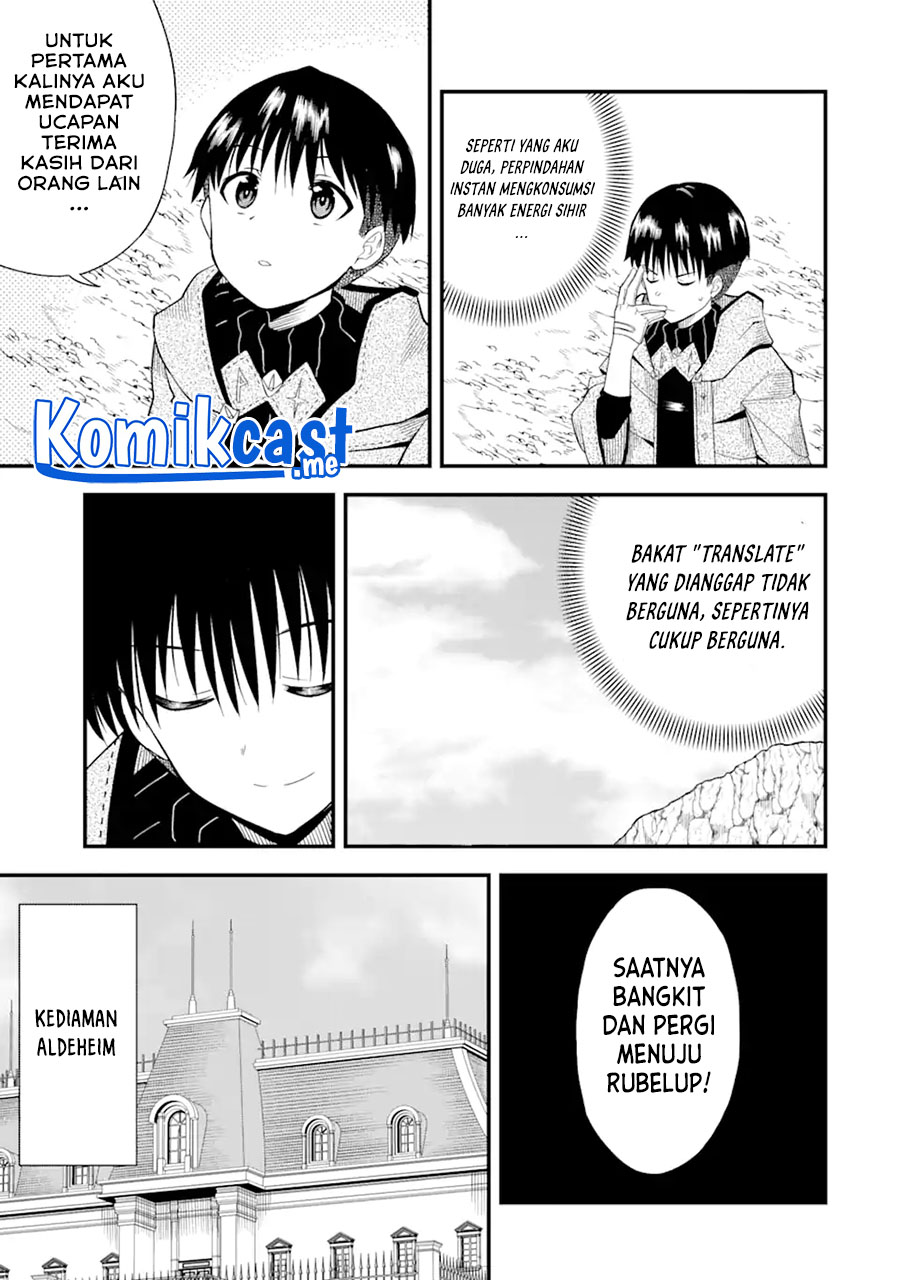 SEPERTI YANG AKU
DUGA, PERPINDAHAN
INSTAN MENGKONSUMSI
BANYAK ENERGI SIHIR
...
UNTUK
PERTAMA
KALINYA AKU
MENDAPAT
UCAPAN
TERIMA
KASIH DARI
ORANG LAIN
...
Komikcast
.me
BAKAT "TRANSLATE"
YANG DIANGGAP TIDAK
BERGUNA, SEPERTINYA
CUKUP BERGUNA.
SAATNYA
BANGKIT
DAN PERGI
MENUJU
RUBELUP!
KEDIAMAN
ALDEHEIM